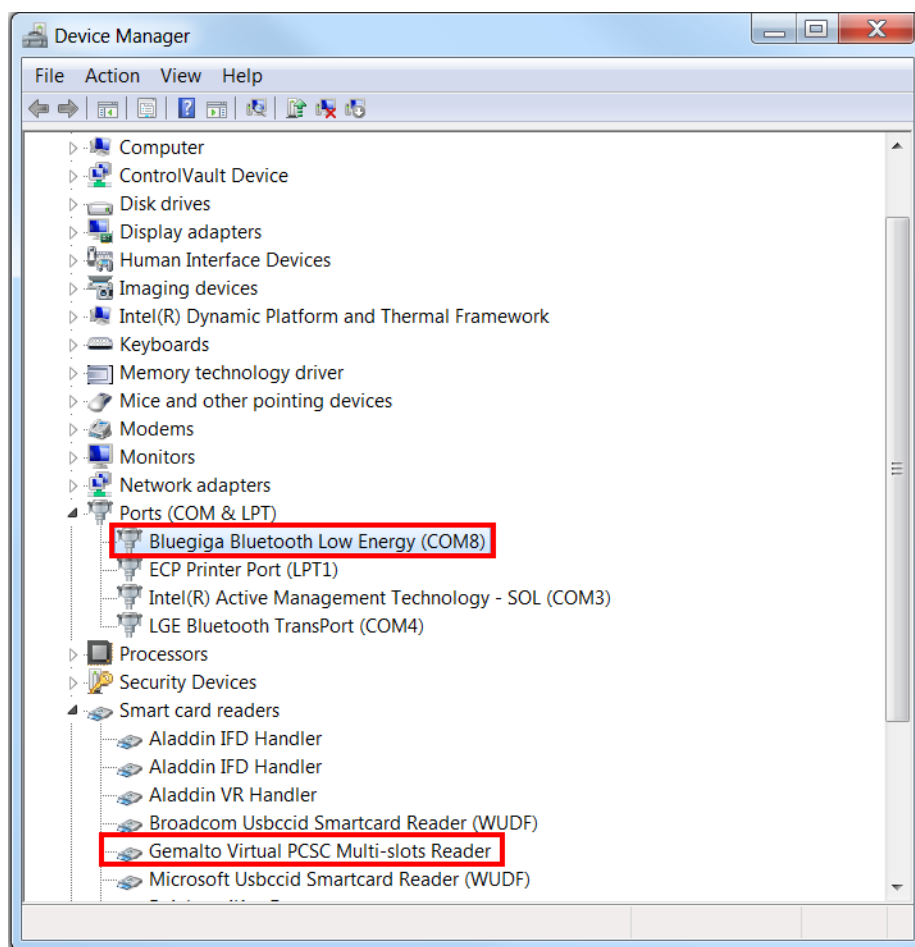 Device Manager
File Action View Help
Computer
ControlVault Device
Disk drives
Display adapters
Human Interface Devices
Imaging devices
Intel(R) Dynamic Platform and Thermal Framework
Keyboards
Memory technology driver
Mice and other pointing devices
Modems
Monitors
Network adapters
Ports (COM & LPT)
Bluegiga Bluetooth Low Energy (COM8)
ECP Printer Port (LPT1)
Intel(R) Active Management Technology - SOL (COM3)
LGE Bluetooth TransPort (COM4)
Processors
Security Devices
Smart card readers
Aladdin IFD Handler
Aladdin IFD Handler
Aladdin VR Handler
Broadcom Usbccid Smartcard Reader (WUDF)
Gemalto Virtual PCSC Multi-slots Reader
Microsoft Usbccid Smartcard Reader (WUDF)